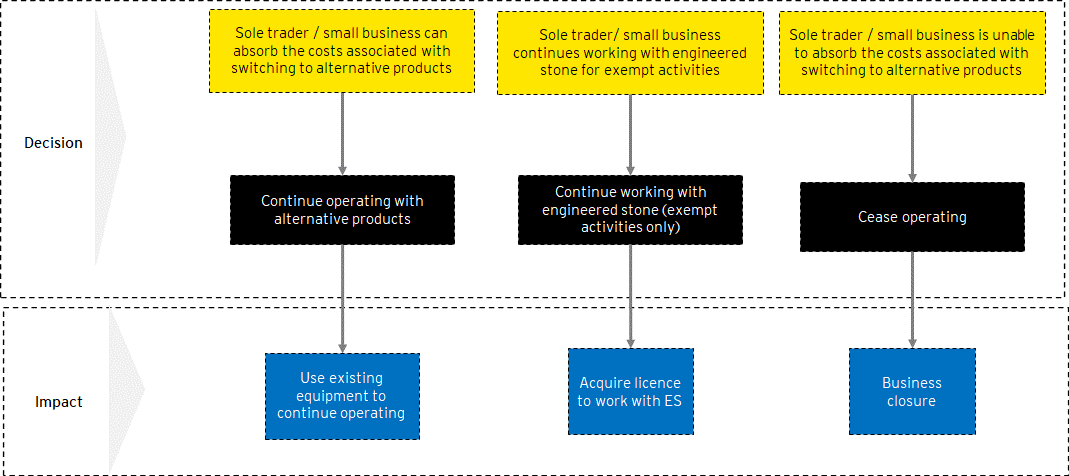 Sole trader / small business can
absorb the costs associated with
switching to alternative products
Sole trader/ small business
continues working with engineered
stone for exempt activities
Sole trader / small business is unable
to absorb the costs associated with
switching to alternative products
Decision
Continue operating with
alternative products
Continue working with
engineered stone (exempt
activities only)
Cease operating
Impact
Use existing
equipment to
continue operating
Acquire licence
to work with ES
Business
closure